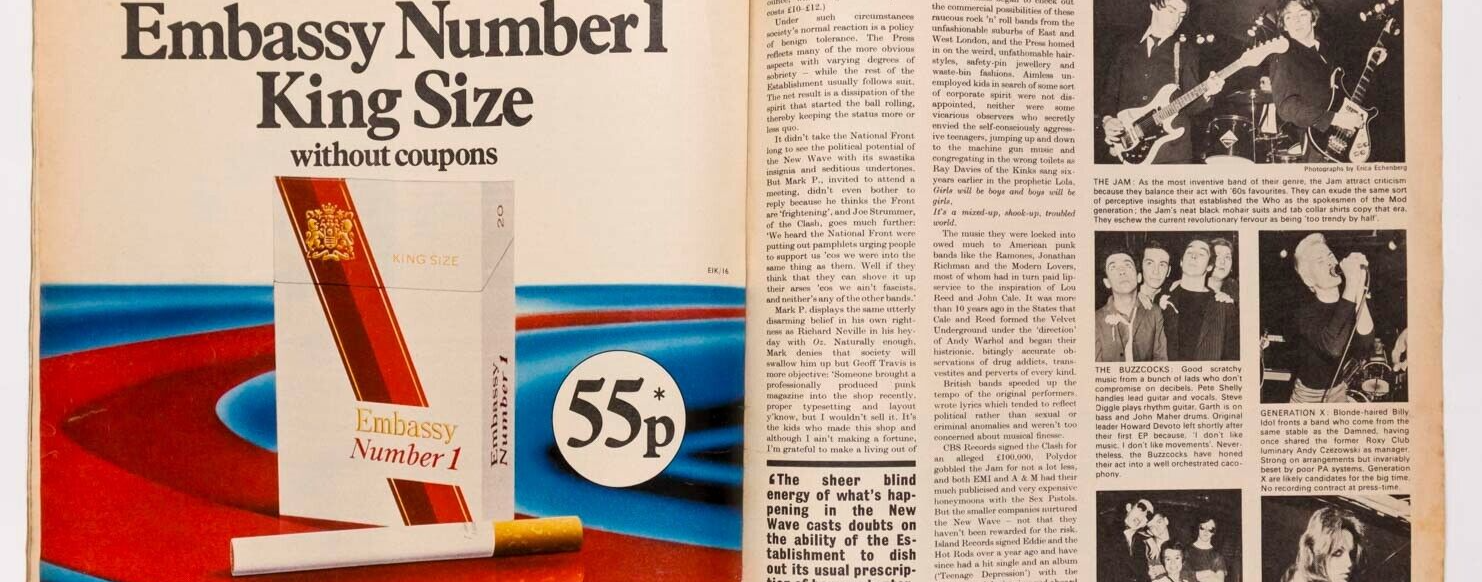 Embassy Number 1
King Size
without coupons
20
KING SIZE
EIK/16
Embassy
Number 1
Embassy
Number 1
55*p
costs £10–£12.)
Under such circumstances
society's normal reaction is a policy
of benign tolerance. The Press
reflects many of the more obvious
aspects with varying degrees of
sobriety – while the rest of the
Establishment usually follows suit.
The net result is a dissipation of the
spirit that started the ball rolling,
thereby keeping the status more or
less quo.
It didn't take the National Front
long to see the political potential of
the New Wave with its swastika
insignia and seditious undertones.
But Mark P., invited to attend a
meeting, didn't even bother to
reply because he thinks the Front
are 'frightening', and Joe Strummer,
of the Clash, goes much further:
'We heard the National Front were
putting out pamphlets urging people
to support us 'cos we were into the
same thing as them. Well if they
think that they can shove it up
their arses 'cos we ain't fascists,
and neither's any of the other bands.'
Mark P. displays the same utterly
disarming belief in his own right-
ness as Richard Neville in his hey-
day with Oz. Naturally enough,
Mark denies that society will
swallow him up but Geoff Travis is
more objective: 'Someone brought a
professionally produced punk
magazine into the shop recently,
proper typesetting and layout
y'know, but I wouldn't sell it. It's
the kids who made this shop and
although I ain't making a fortune,
I'm grateful to make a living out of
'The sheer blind
energy of what's hap-
pening in the New
Wave casts doubts on
the ability of the Es-
tablishment to dish
out its usual prescrip-
began to check out
the commercial possibilities of these
raucous rock 'n' roll bands from the
unfashionable suburbs of East and
West London, and the Press homed
in on the weird, unfathomable hair-
styles, safety-pin jewellery and
waste-bin fashions. Aimless un-
employed kids in search of some sort
of corporate spirit were not dis-
appointed, neither were some
vicarious observers who secretly
envied the self-consciously aggress-
ive teenagers, jumping up and down
to the machine gun music and
congregating in the wrong toilets as
Ray Davies of the Kinks sang six-
years earlier in the prophetic Lola.
Girls will be boys and boys will be
girls,
It's a mixed-up, shook-up, troubled
world.
The music they were locked into
owed much to American punk
bands like the Ramones, Jonathan
Richman and the Modern Lovers,
most of whom had in turn paid lip-
service to the inspiration of Lou
Reed and John Cale. It was more
than 10 years ago in the States that
Cale and Reed formed the Velvet
Underground under the 'direction'
of Andy Warhol and began their
histrionic, bitingly accurate ob-
servations of drug addicts, trans-
vestites and perverts of every kind.
British bands speeded up the
tempo of the original performers,
wrote lyrics which tended to reflect
political rather than sexual or
criminal anomalies and weren't too
concerned about musical finesse.
CBS Records signed the Clash for
an alleged £100,000, Polydor
gobbled the Jam for not a lot less,
and both EMI and A & M had their
much publicised and very expensive
honeymoons with the Sex Pistols.
But the smaller companies nurtured
the New Wave – not that they
haven't been rewarded for the risk.
Island Records signed Eddie and the
Hot Rods over a year ago and have
since had a hit single and an album
('Teenage Depression') with the
Photographs by Erica Echenberg
THE JAM: As the most inventive band of their genre, the Jam attract criticism
because they balance their act with '60s favourites. They can exude the same sort
of perceptive insights that established the Who as the spokesmen of the Mod
generation; the Jam's neat black mohair suits and tab collar shirts copy that era.
They eschew the current revolutionary fervour as being 'too trendy by half'.
THE BUZZCOCKS: Good scratchy
music from a bunch of lads who don't
compromise on decibels. Pete Shelly
handles lead guitar and vocals, Steve
Diggle plays rhythm guitar, Garth is on
bass and John Maher drums. Original
leader Howard Devoto left shortly after
their first EP because, 'I don't like
music, I don't like movements'. Never-
theless, the Buzzcocks have honed
their act into a well orchestrated caco-
phony.
GENERATION X: Blonde-haired Billy
Idol fronts a band who come from the
same stable as the Damned, having
once shared the former Roxy Club
luminary Andy Czezowski as manager.
Strong on arrangements but invariably
beset by poor PA systems, Generation
X are likely candidates for the big time.
No recording contract at press-time.